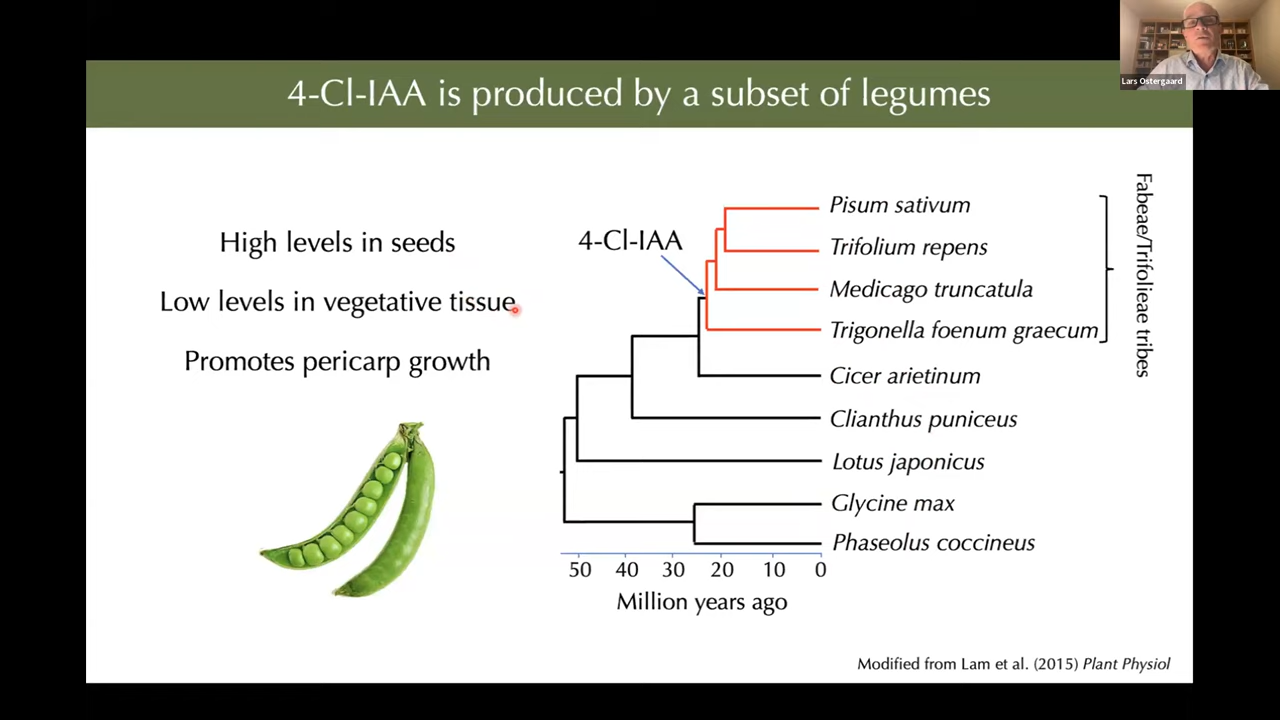 Lars Ostergaard
4-Cl-IAA is produced by a subset of legumes
High levels in seeds
Low levels in vegetative tissue
Promotes pericarp growth
4-Cl-IAA
Pisum sativum
Trifolium repens
Medicago truncatula
Trigonella foenum graecum
Cicer arietinum
Clianthus puniceus
Lotus japonicus
Glycine max
Phaseolus coccineus
Fabeae/Trifolieae tribes
50 40 30 20 10 0
Million years ago
Modified from Lam et al. (2015) Plant Physiol